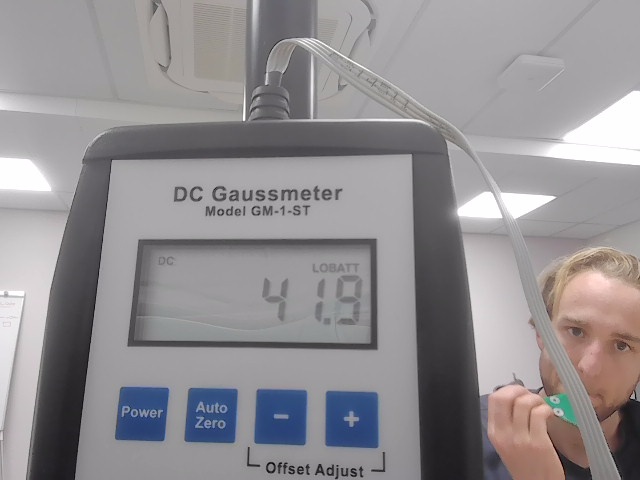 DC Gaussmeter
Model GM-1-ST
DC
LOBATT
41.9
Power
Auto
Zero
−
+
Offset Adjust